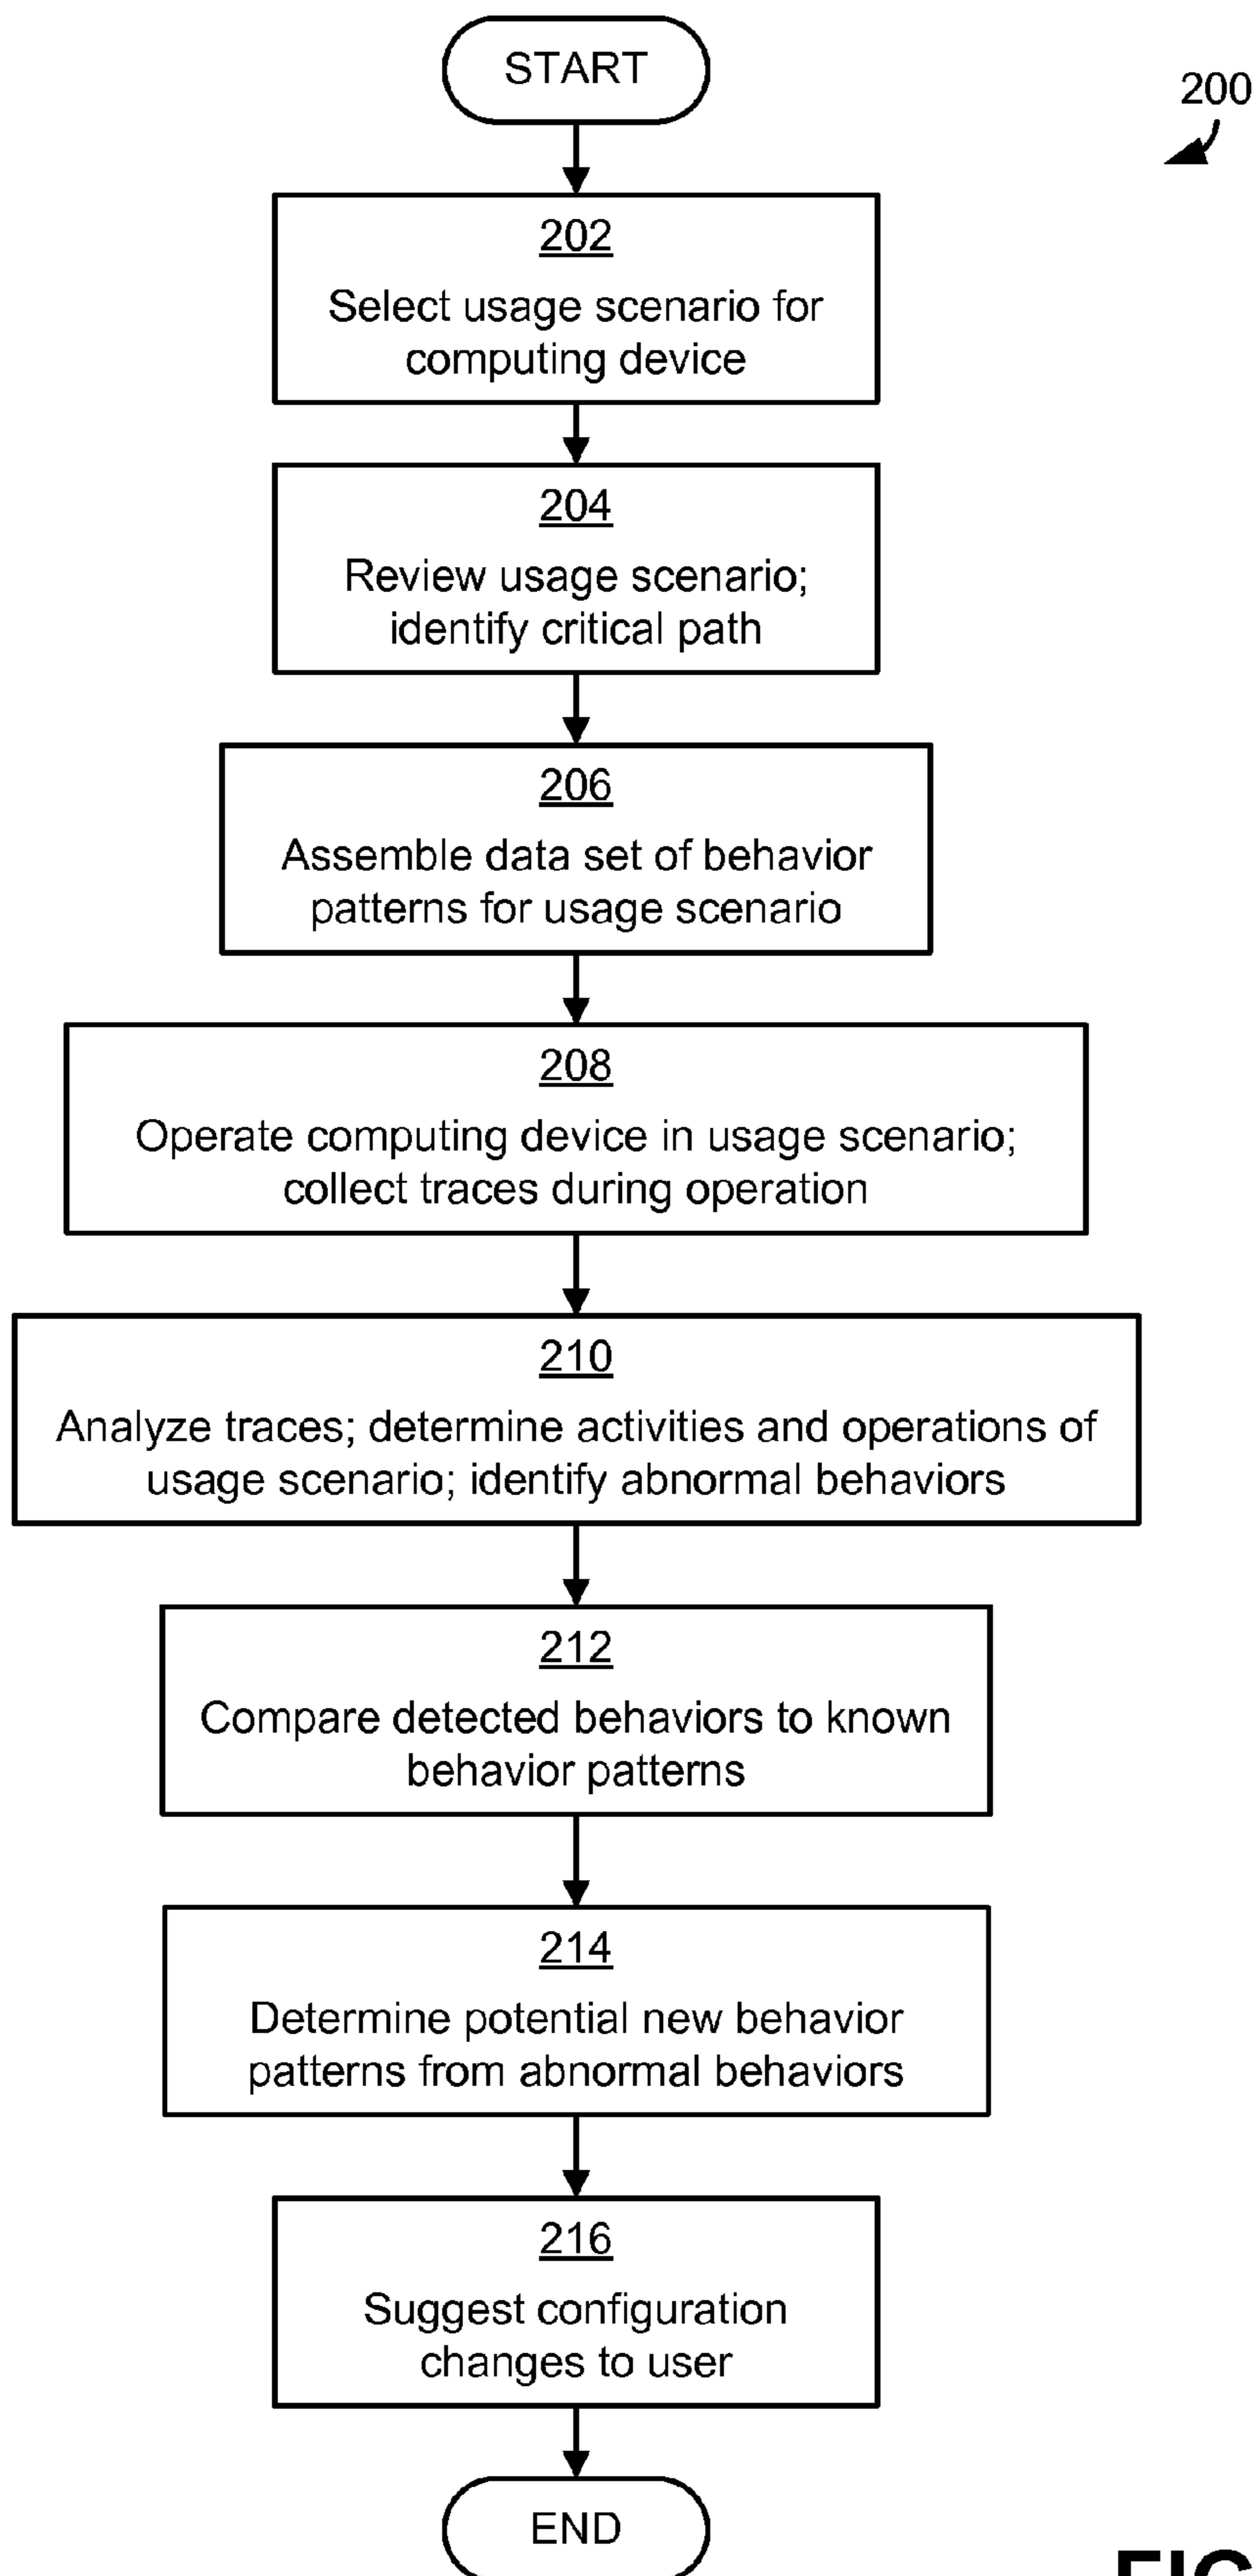 START
200
202
Select usage scenario for
computing device
204
Review usage scenario;
identify critical path
206
Assemble data set of behavior
patterns for usage scenario
208
Operate computing device in usage scenario;
collect traces during operation
210
Analyze traces; determine activities and operations of
usage scenario; identify abnormal behaviors
212
Compare detected behaviors to known
behavior patterns
214
Determine potential new behavior
patterns from abnormal behaviors
216
Suggest configuration
changes to user
END